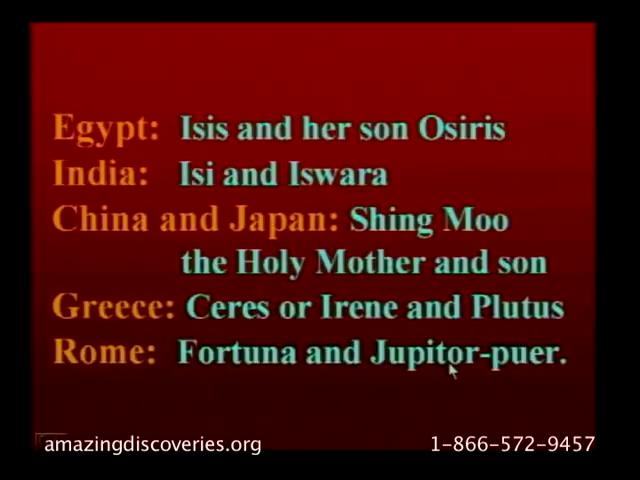 Egypt: Isis and her son Osiris
India: Isi and Iswara
China and Japan: Shing Moo
the Holy Mother and son
Greece: Ceres or Irene and Plutus
Rome: Fortuna and Jupitor-puer.
amazingdiscoveries.org 1-866-572-9457